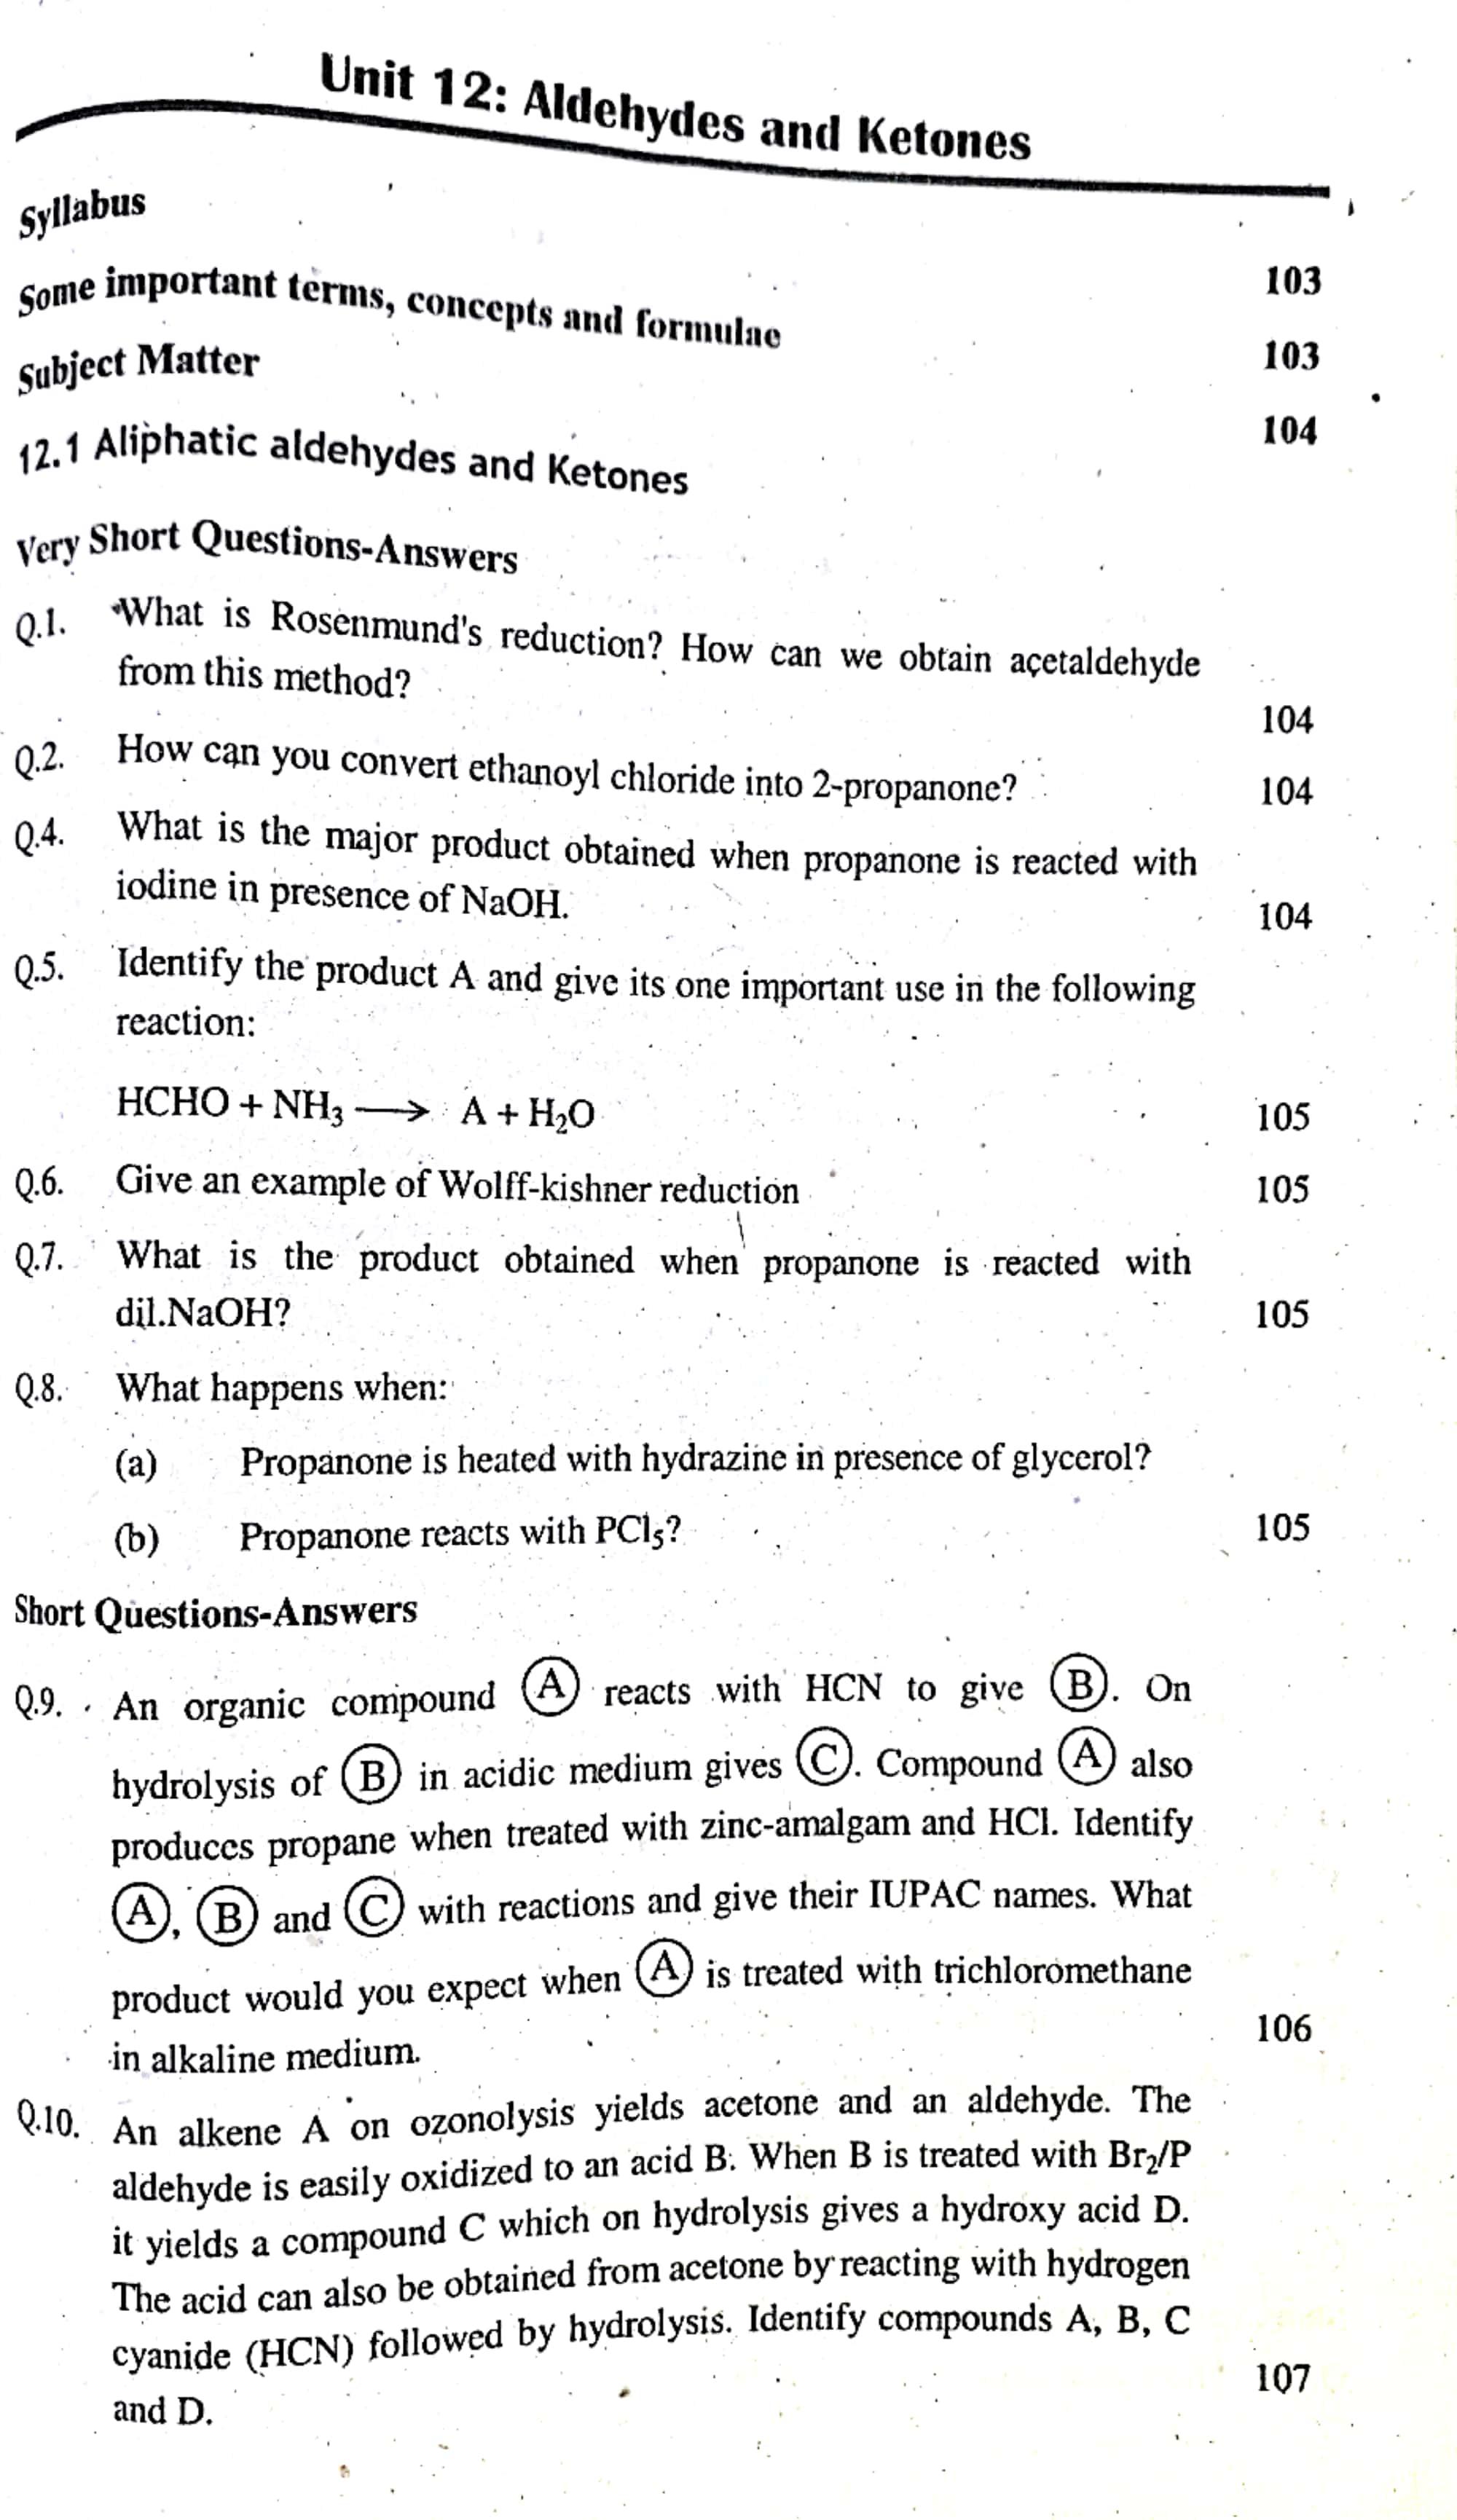 Unit 12: Aldehydes and Ketones
Syllabus 103
Some important terms, concepts and formulae 103
Subject Matter 104
12.1 Aliphatic aldehydes and Ketones
Very Short Questions-Answers
Q.1. What is Rosenmund's reduction? How can we obtain acetaldehyde
from this method? 104
Q.2. How can you convert ethanoyl chloride into 2-propanone? 104
Q.4. What is the major product obtained when propanone is reacted with
iodine in presence of NaOH. 104
Q.5. Identify the product A and give its one important use in the following
reaction:
HCHO + NH₃ ⟶ A + H₂O 105
Q.6. Give an example of Wolff-kishner reduction 105
Q.7. What is the product obtained when propanone is reacted with
dil.NaOH? 105
Q.8. What happens when:
(a) Propanone is heated with hydrazine in presence of glycerol?
(b) Propanone reacts with PCl₅? 105
Short Questions-Answers
Q.9. An organic compound Ⓐ reacts with HCN to give Ⓑ. On
hydrolysis of Ⓑ in acidic medium gives Ⓒ. Compound Ⓐ also
produces propane when treated with zinc-amalgam and HCl. Identify
Ⓐ, Ⓑ and Ⓒ with reactions and give their IUPAC names. What
product would you expect when Ⓐ is treated with trichloromethane
in alkaline medium. 106
Q.10. An alkene A on ozonolysis yields acetone and an aldehyde. The
aldehyde is easily oxidized to an acid B. When B is treated with Br₂/P
it yields a compound C which on hydrolysis gives a hydroxy acid D.
The acid can also be obtained from acetone by reacting with hydrogen
cyanide (HCN) followed by hydrolysis. Identify compounds A, B, C
and D. 107